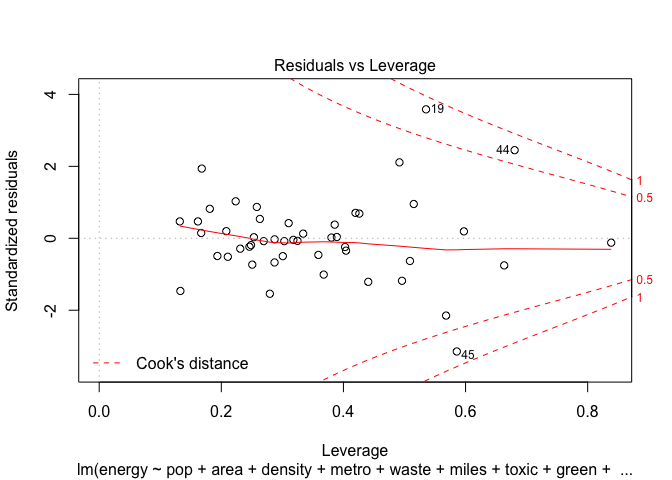 Residuals vs Leverage
Standardized residuals
4
2
0
-2
19
44
45
1
0.5
0.5
1
Cook's distance
0.0 0.2 0.4 0.6 0.8
Leverage
lm(energy ~ pop + area + density + metro + waste + miles + toxic + green + ...